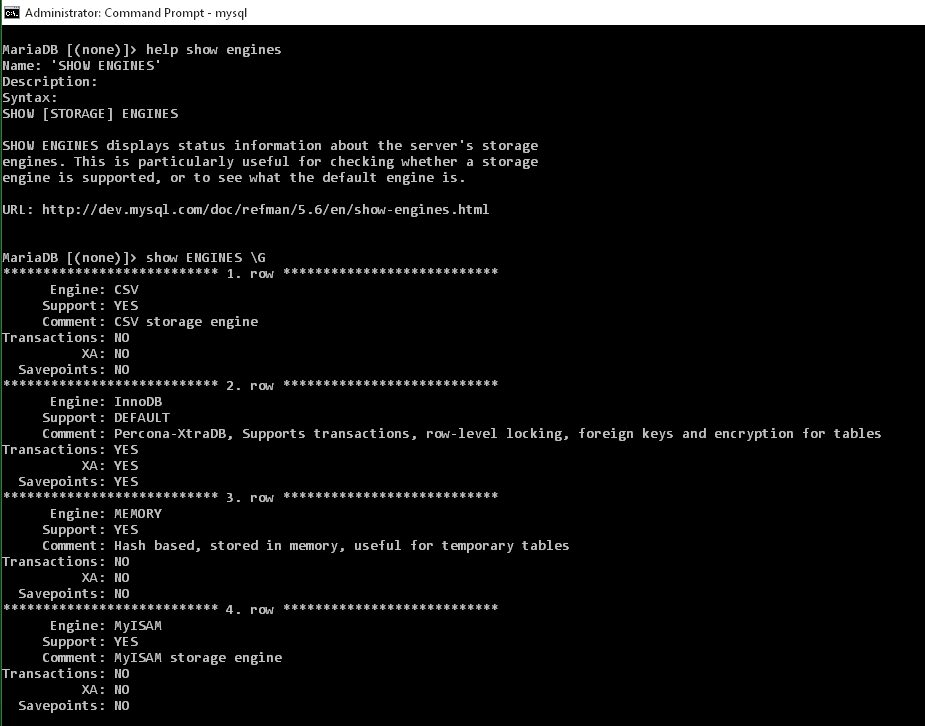 Administrator: Command Prompt - mysql
MariaDB [(none)]> help show engines
Name: 'SHOW ENGINES'
Description:
Syntax:
SHOW [STORAGE] ENGINES
SHOW ENGINES displays status information about the server's storage
engines. This is particularly useful for checking whether a storage
engine is supported, or to see what the default engine is.
URL: http://dev.mysql.com/doc/refman/5.6/en/show-engines.html
MariaDB [(none)]> show ENGINES \G
*************************** 1. row ***************************
Engine: CSV
Support: YES
Comment: CSV storage engine
Transactions: NO
XA: NO
Savepoints: NO
*************************** 2. row ***************************
Engine: InnoDB
Support: DEFAULT
Comment: Percona-XtraDB, Supports transactions, row-level locking, foreign keys and encryption for tables
Transactions: YES
XA: YES
Savepoints: YES
*************************** 3. row ***************************
Engine: MEMORY
Support: YES
Comment: Hash based, stored in memory, useful for temporary tables
Transactions: NO
XA: NO
Savepoints: NO
*************************** 4. row ***************************
Engine: MyISAM
Support: YES
Comment: MyISAM storage engine
Transactions: NO
XA: NO
Savepoints: NO